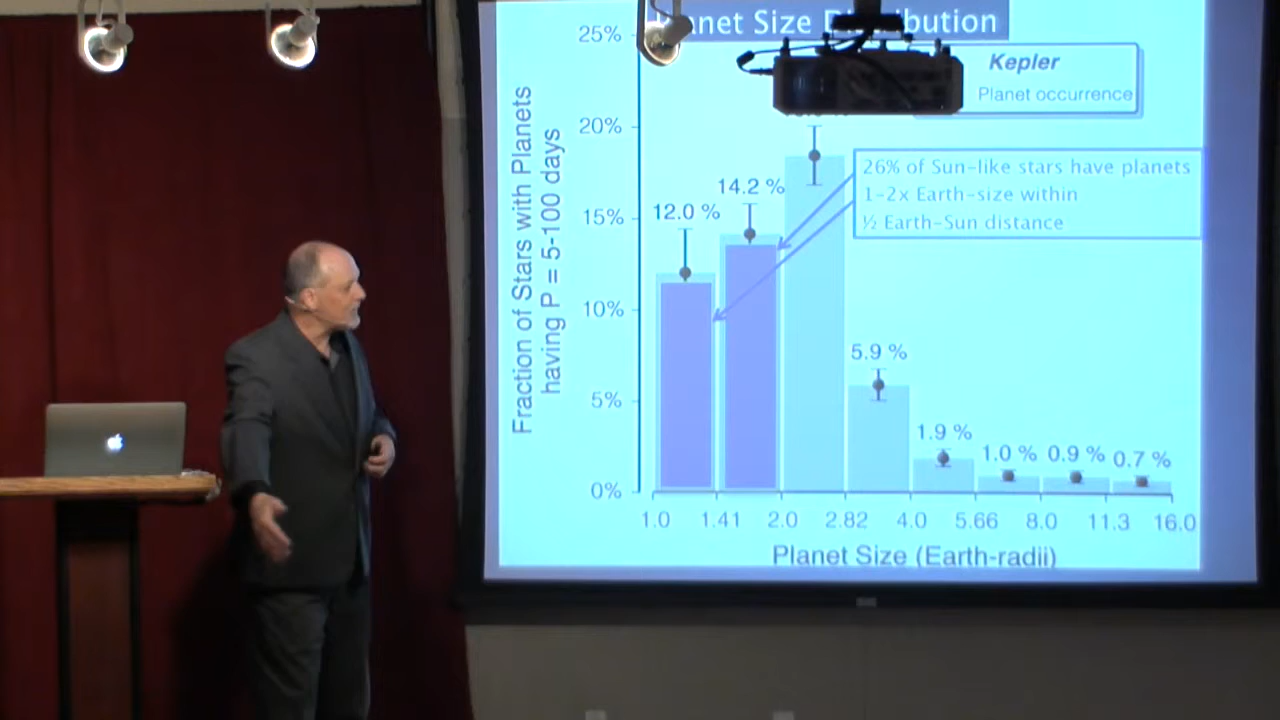 Planet Size Distribution
Kepler
Planet occurrence
26% of Sun-like stars have planets
1-2x Earth-size within
½ Earth-Sun distance
Fraction of Stars with Planets
having P = 5-100 days
25%
20%
15%
10%
5%
0%
12.0 %
14.2 %
5.9 %
1.9 %
1.0 %
0.9 %
0.7 %
1.0 1.41 2.0 2.82 4.0 5.66 8.0 11.3 16.0
Planet Size (Earth-radii)